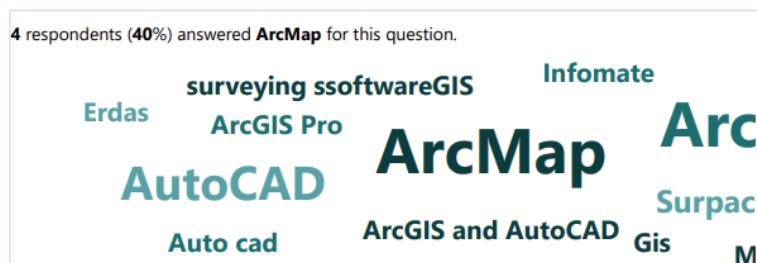 4 respondents (40%) answered ArcMap for this question.
Infomate
surveying ssoftwareGIS
Erdas
ArcGIS Pro
Arc
ArcMap
AutoCAD
Surpac
ArcGIS and AutoCAD
Auto cad
Gis
M